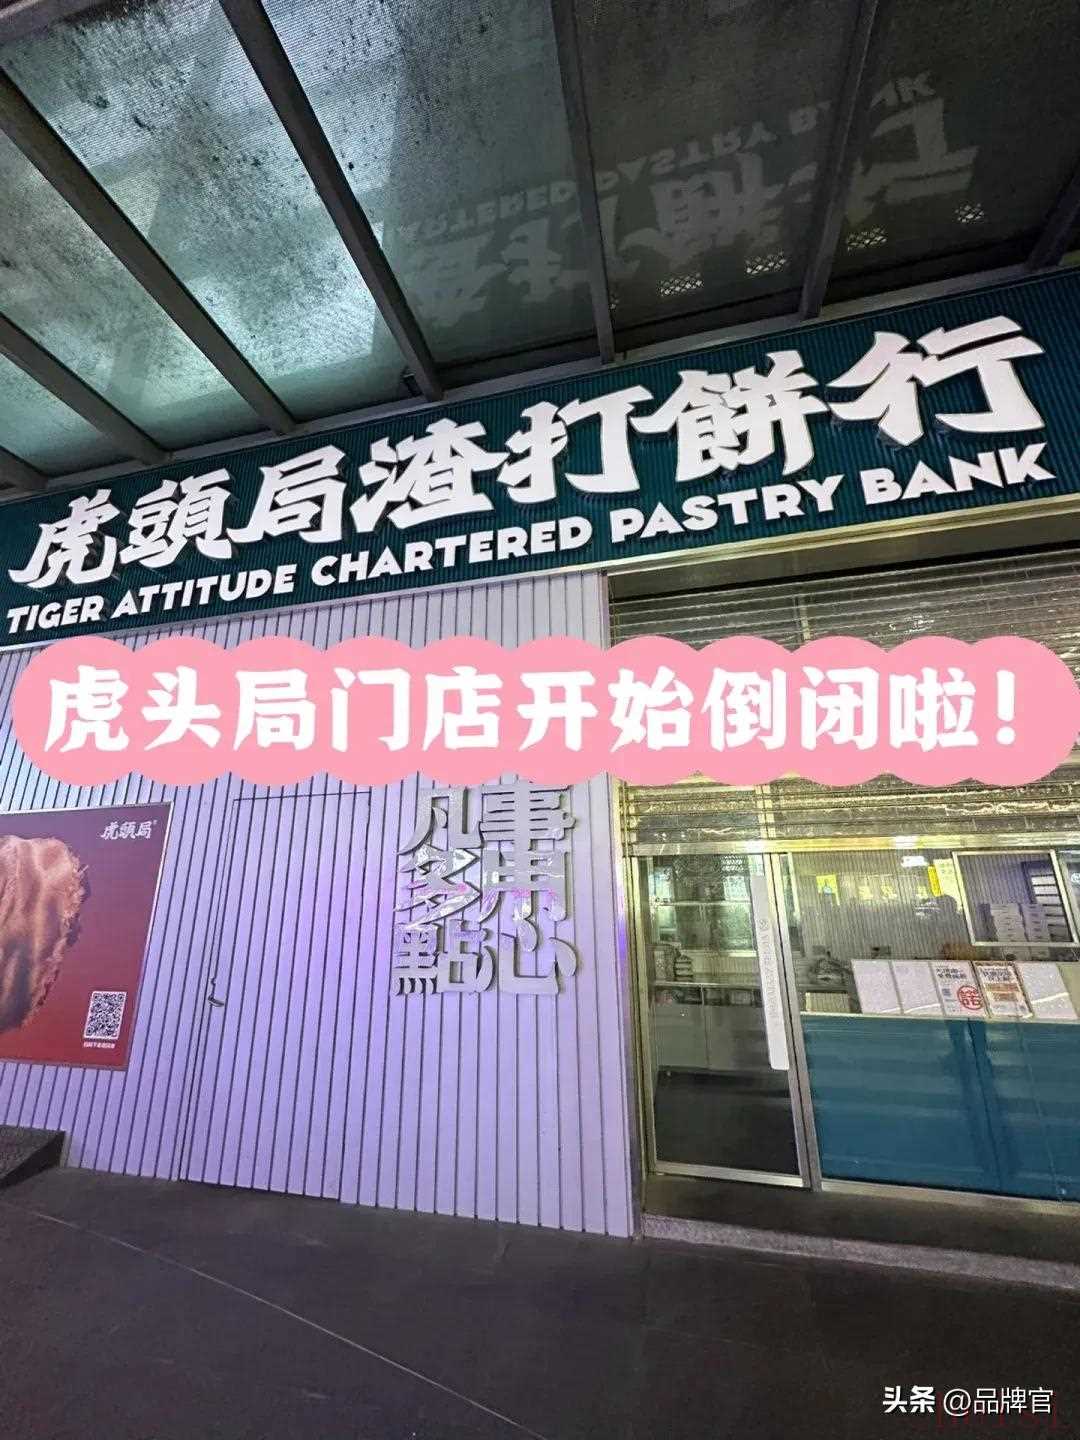 虎頭局渣打餅行
TIGER ATTITUDE CHARTERED PASTRY BANK
虎头局门店开始倒闭啦！
虎頭局
凡事
多用
點心
头条 @品牌官